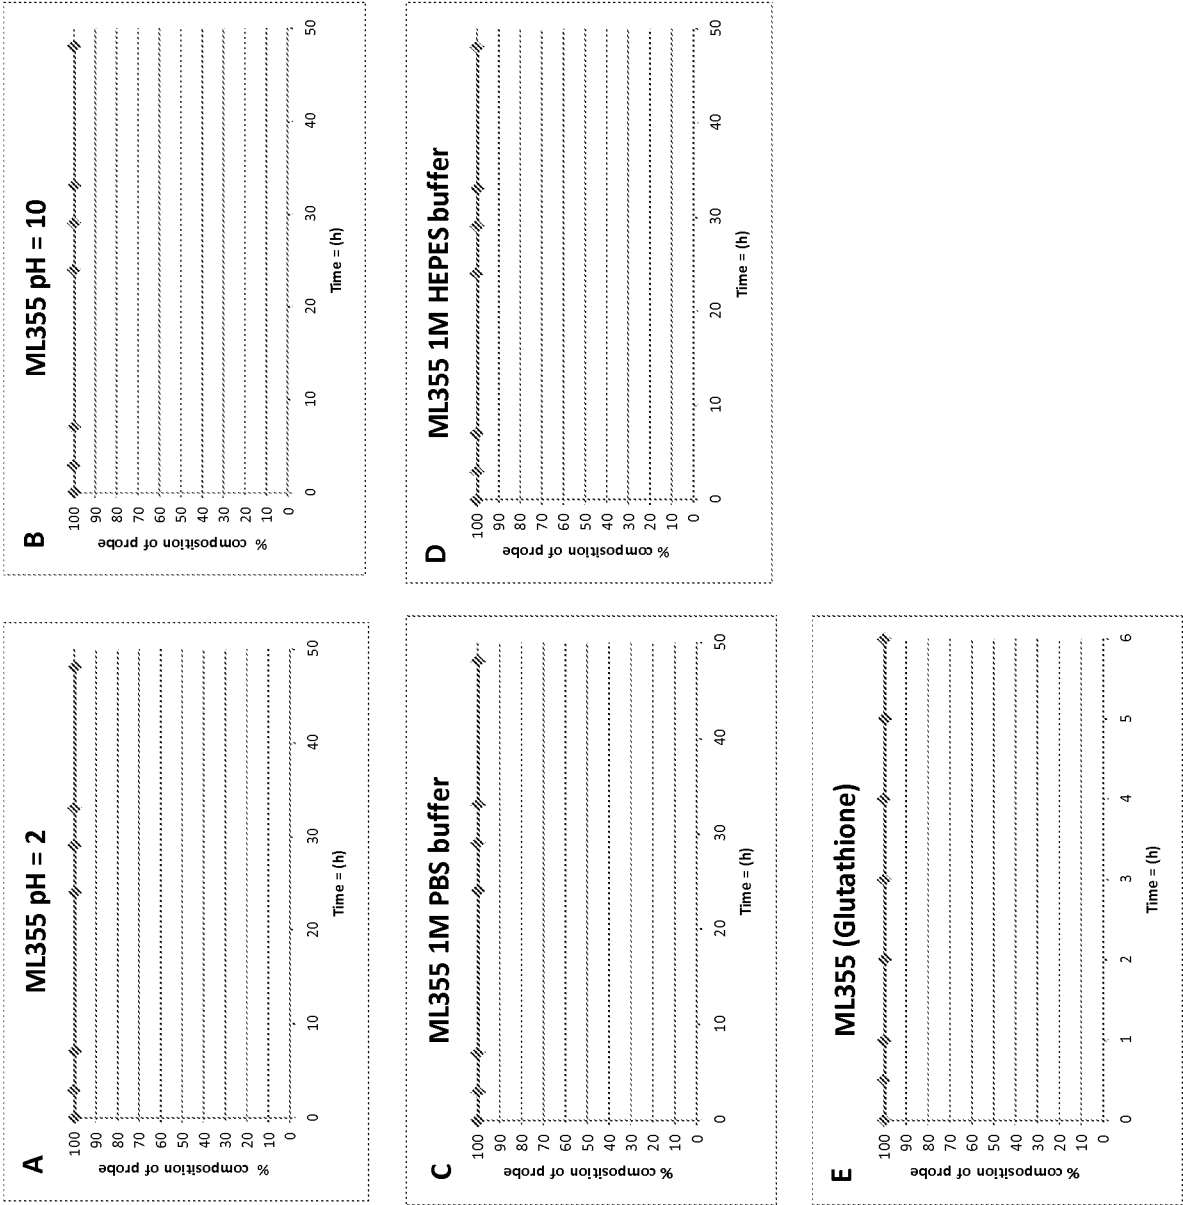 A
ML355 pH = 2
% composition of probe
100
90
80
70
60
50
40
30
20
10
0
0 10 20 30 40 50
Time = (h)
B
ML355 pH = 10
% composition of probe
100
90
80
70
60
50
40
30
20
10
0
0 10 20 30 40 50
Time = (h)
C
ML355 1M PBS buffer
% composition of probe
100
90
80
70
60
50
40
30
20
10
0
0 10 20 30 40 50
Time = (h)
D
ML355 1M HEPES buffer
% composition of probe
100
90
80
70
60
50
40
30
20
10
0
0 10 20 30 40 50
Time = (h)
E
ML355 (Glutathione)
% composition of probe
100
90
80
70
60
50
40
30
20
10
0
0 1 2 3 4 5 6
Time = (h)